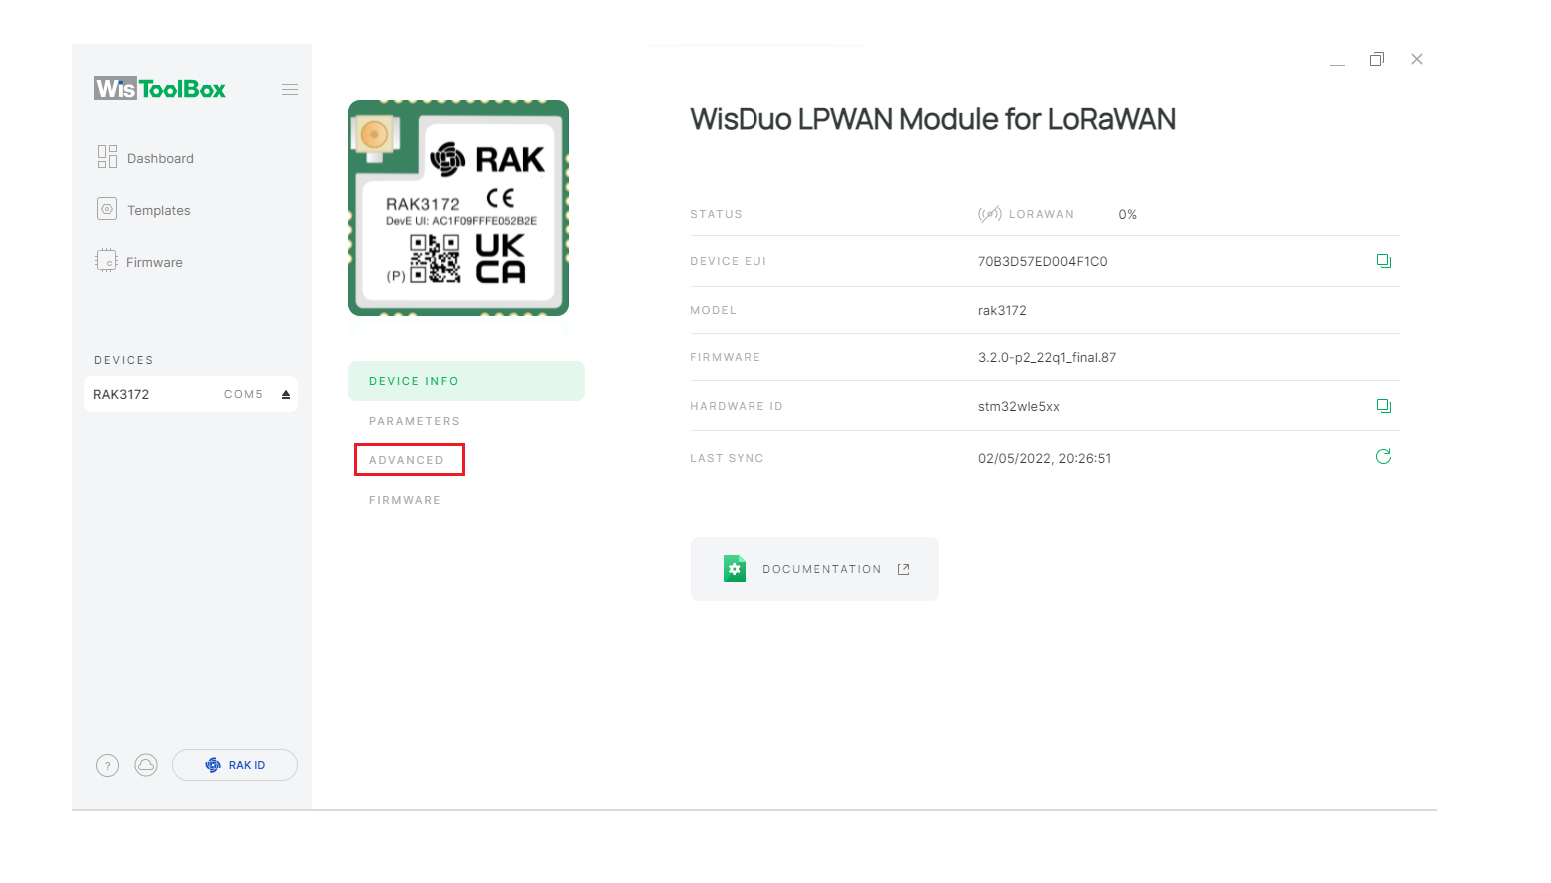 WisToolBox
Dashboard
Templates
Firmware
DEVICES
RAK3172 COM5
? RAK ID
RAK
RAK3172 CE
DevE UI: AC1F09FFFE052B2E
(P) UK
CA
DEVICE INFO
PARAMETERS
ADVANCED
FIRMWARE
WisDuo LPWAN Module for LoRaWAN
STATUS LORAWAN 0%
DEVICE EUI 70B3D57ED004F1C0
MODEL rak3172
FIRMWARE 3.2.0-p2_22q1_final.87
HARDWARE ID stm32wle5xx
LAST SYNC 02/05/2022, 20:26:51
DOCUMENTATION